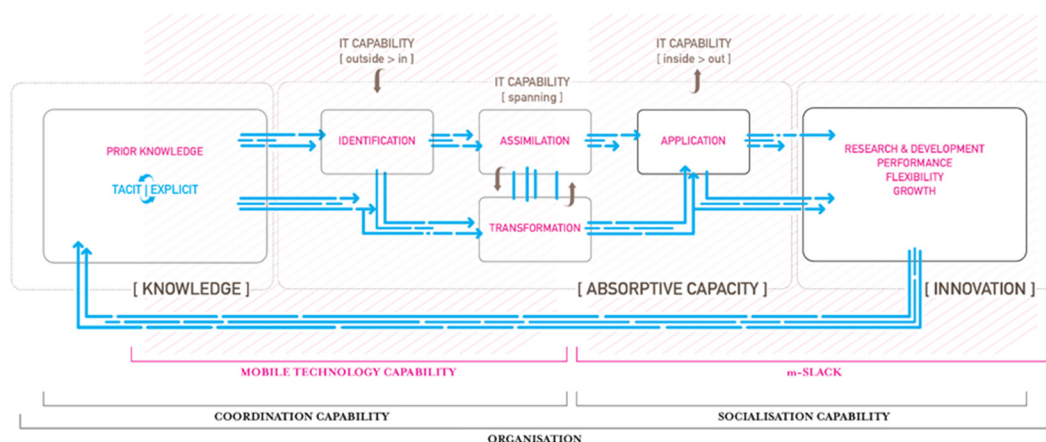 IT CAPABILITY
[ outside > in ]
IT CAPABILITY
[ spanning ]
IT CAPABILITY
[ inside > out ]
PRIOR KNOWLEDGE
TACIT | EXPLICIT
IDENTIFICATION
ASSIMILATION
APPLICATION
TRANSFORMATION
RESEARCH & DEVELOPMENT
PERFORMANCE
FLEXIBILITY
GROWTH
[ KNOWLEDGE ]
[ ABSORPTIVE CAPACITY ]
[ INNOVATION ]
MOBILE TECHNOLOGY CAPABILITY
m-SLACK
COORDINATION CAPABILITY
SOCIALISATION CAPABILITY
ORGANISATION